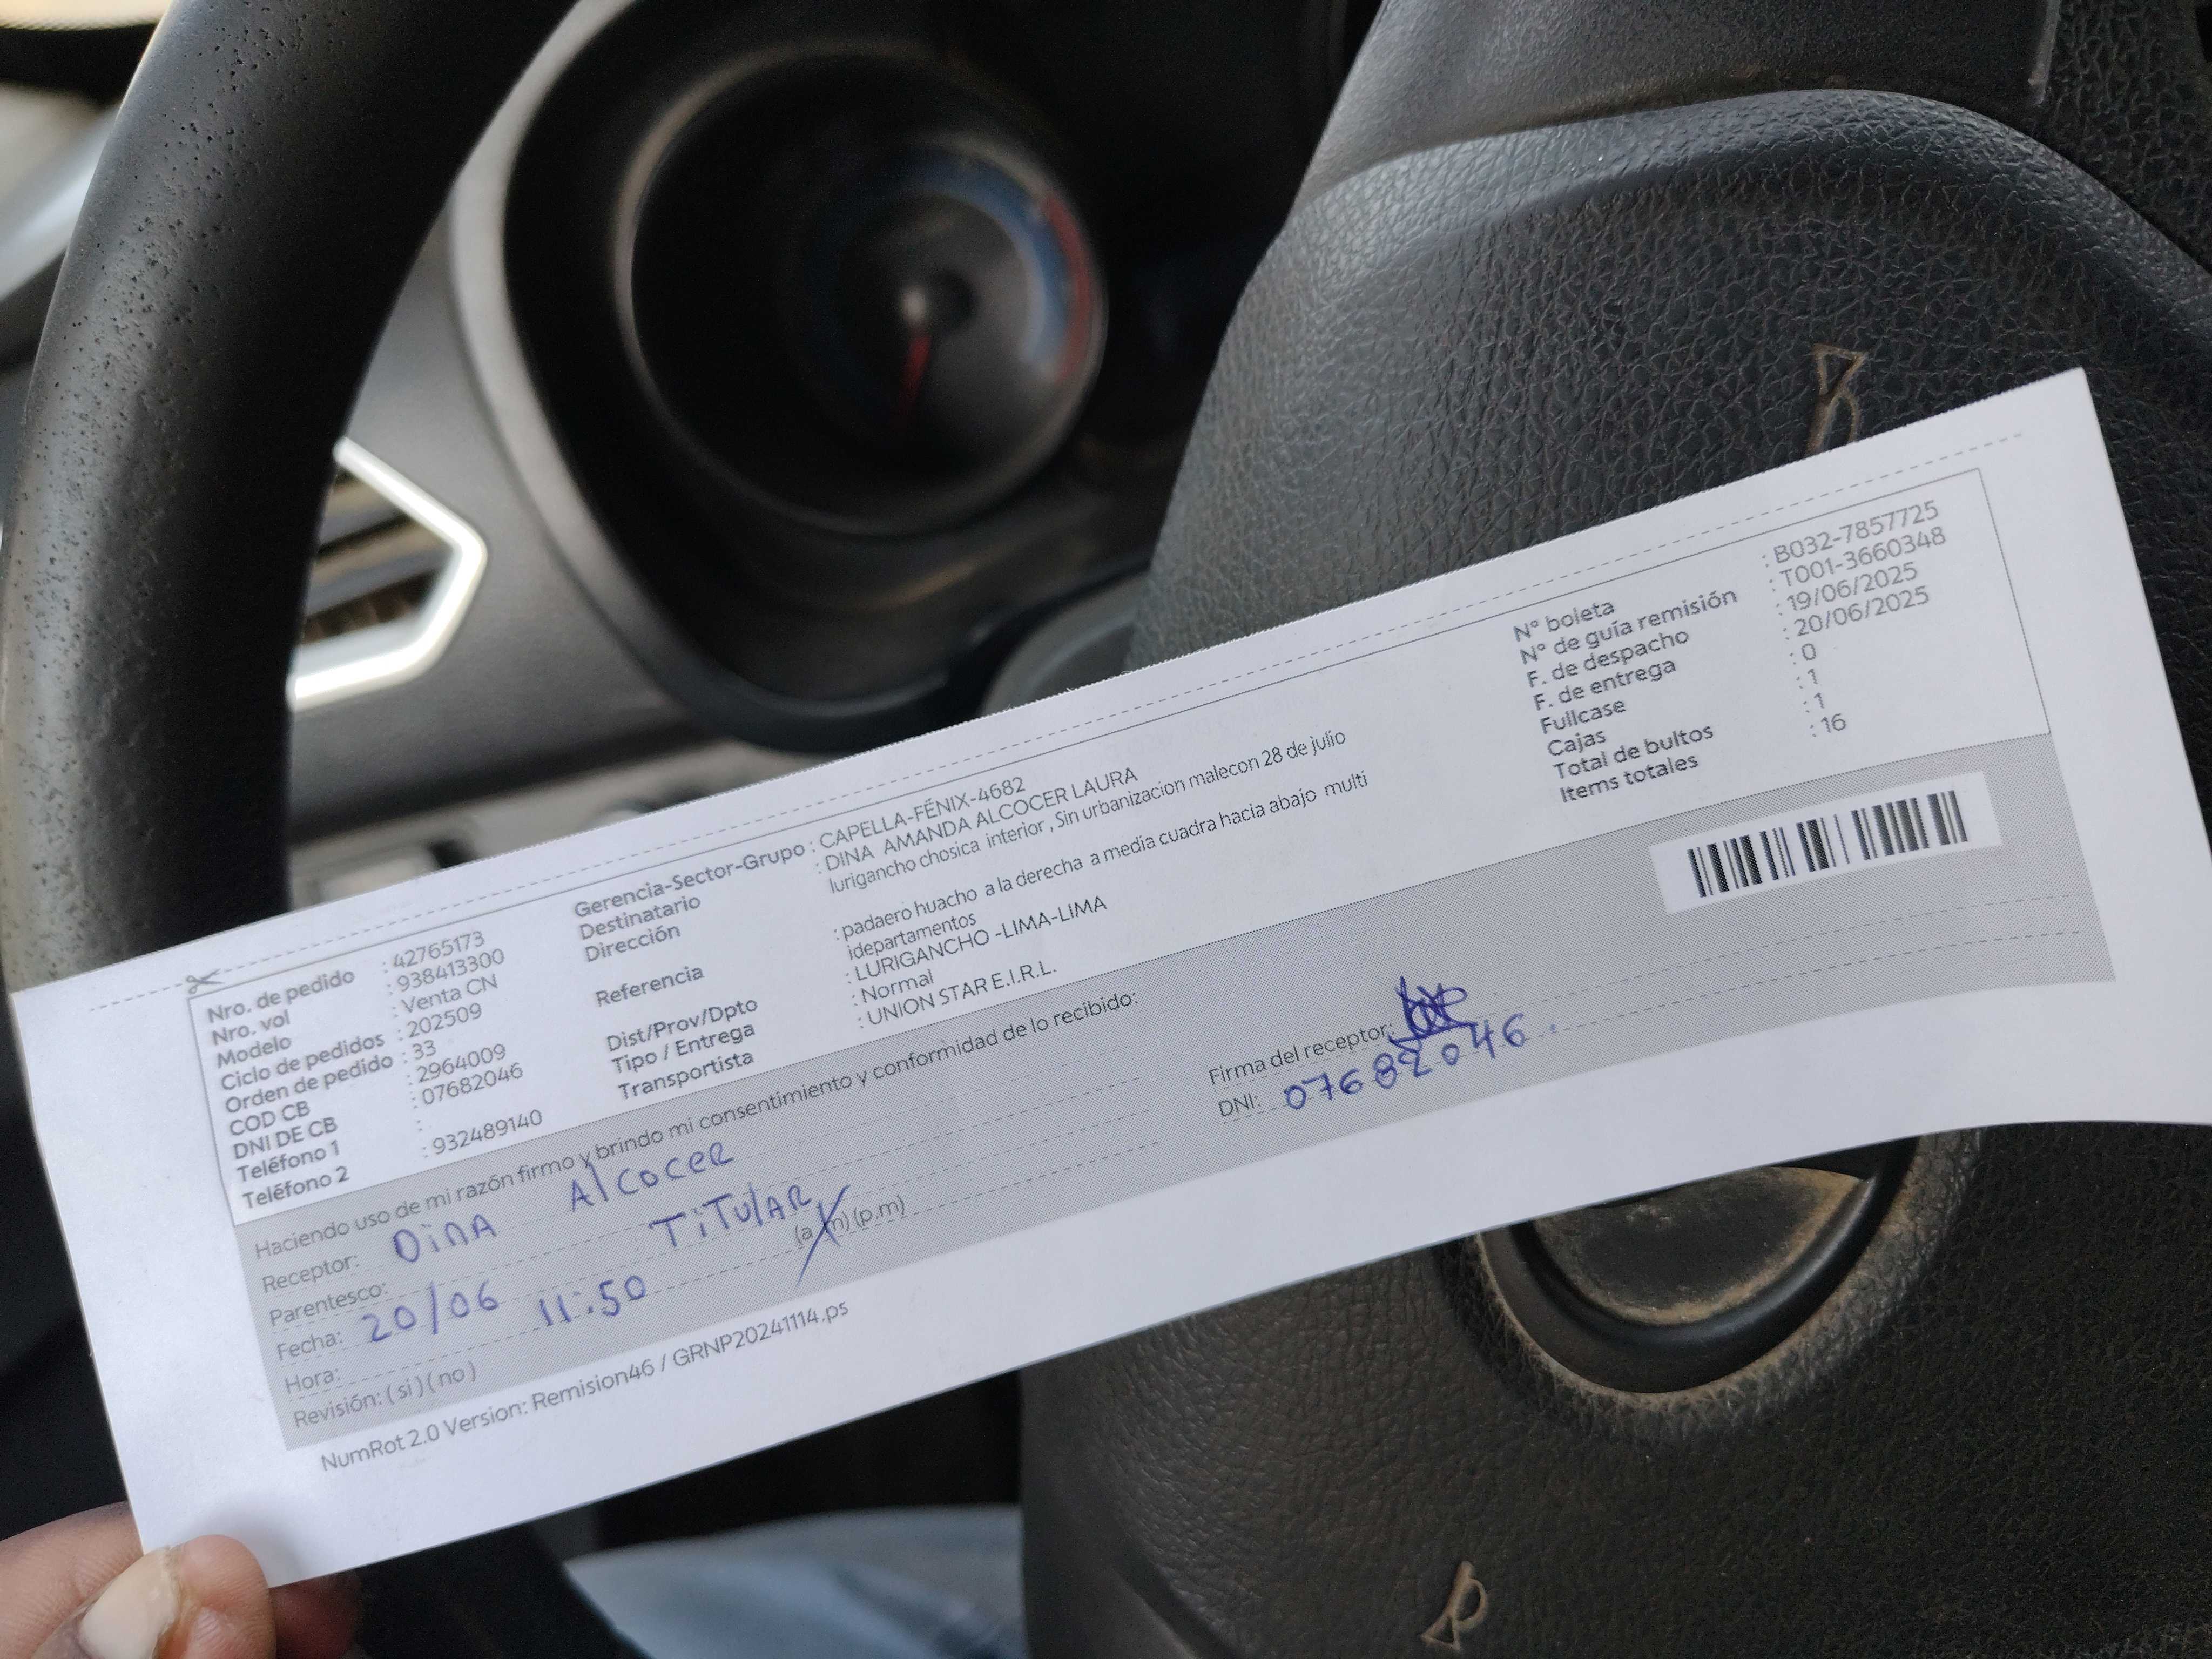 Nro. de pedido : 42765173
Nro. vol : 938413300
Modelo : Venta CN
Ciclo de pedidos : 202509
Orden de pedido : 33
COD CB : 2964009
DNI DE CB : 07682046
Teléfono 1 :
Teléfono 2 : 932489140
Gerencia-Sector-Grupo : CAPELLA-FÉNIX-4682
Destinatario : DINA AMANDA ALCOCER LAURA
Dirección lurigancho chosica interior , Sin urbanizacion malecon 28 de julio
Referencia : padaero huacho a la derecha a media cuadra hacia abajo multi
idepartamentos
Dist/Prov/Dpto : LURIGANCHO -LIMA-LIMA
Tipo / Entrega : Normal
Transportista : UNION STAR E.I.R.L.
N° boleta : B032-7857725
N° de guía remisión : T001-3660348
F. de despacho : 19/06/2025
F. de entrega : 20/06/2025
Fullcase : 0
Cajas : 1
Total de bultos : 1
Items totales : 16
Haciendo uso de mi razón firmo y brindo mi consentimiento y conformidad de lo recibido:
Receptor: DinA Alcocer
Parentesco: TiTulAR
Fecha: 20/06
Hora: 11:50 (a.m) (p.m)
Revisión: ( si ) ( no )
Firma del receptor:
DNI: 07682046
NumRot 2.0 Version: Remision46 / GRNP20241114.ps